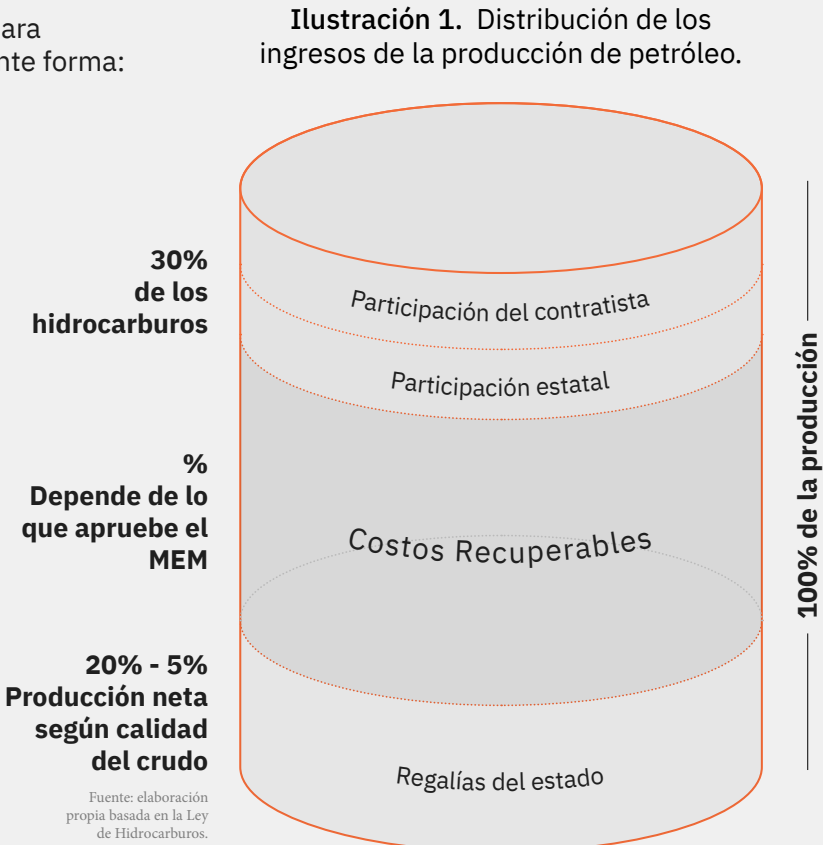 ara
nte forma:
Ilustración 1. Distribución de los
ingresos de la producción de petróleo.
30%
de los
hidrocarburos
Participación del contratista
Participación estatal
%
Depende de lo
que apruebe el
MEM
Costos Recuperables
20% - 5%
Producción neta
según calidad
del crudo
Regalías del estado
100% de la producción
Fuente: elaboración
propia basada en la Ley
de Hidrocarburos.